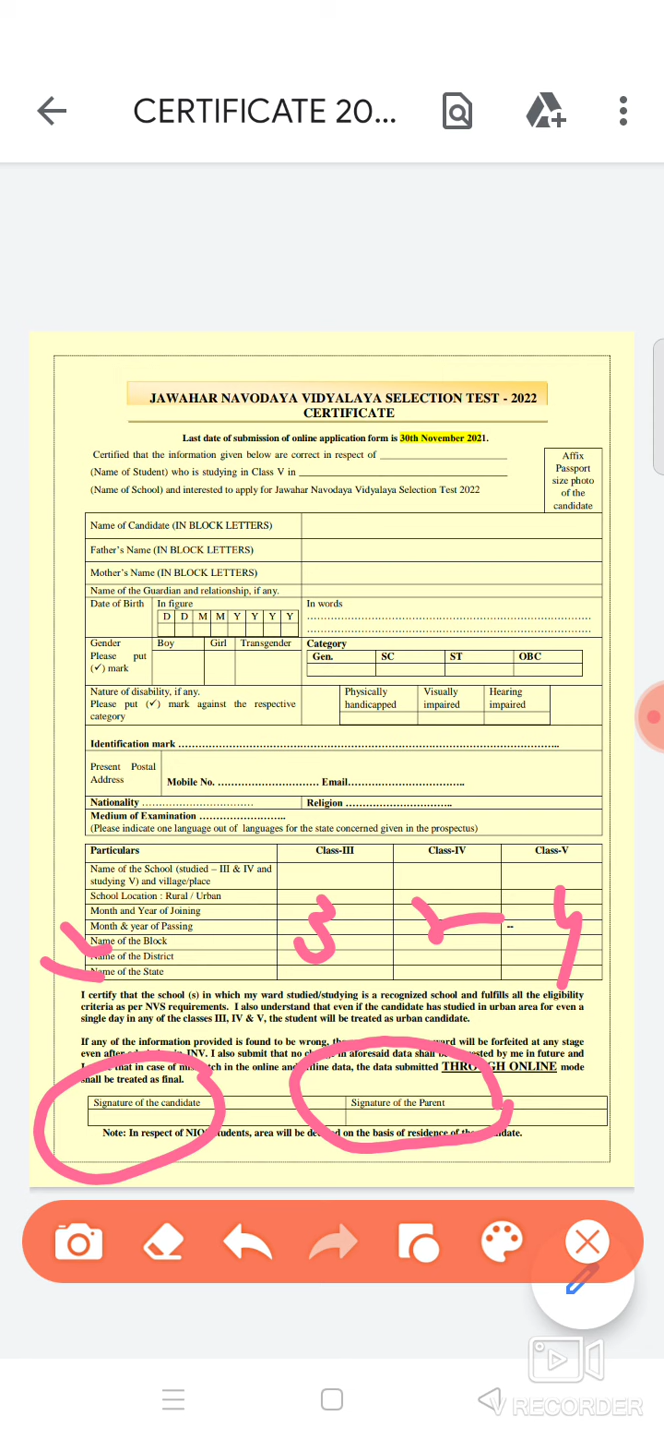 CERTIFICATE 20...
JAWAHAR NAVODAYA VIDYALAYA SELECTION TEST - 2022
CERTIFICATE
Last date of submission of online application form is 30th November 2021.
Certified that the information given below are correct in respect of
(Name of Student) who is studying in Class V in
(Name of School) and interested to apply for Jawahar Navodaya Vidyalaya Selection Test 2022
Affix
Passport
size photo
of the
candidate
Name of Candidate (IN BLOCK LETTERS)
Father's Name (IN BLOCK LETTERS)
Mother's Name (IN BLOCK LETTERS)
Name of the Guardian and relationship, if any.
Date of Birth In figure In words
D D M M Y Y Y Y
Gender Boy Girl Transgender Category
Please put Gen. SC ST OBC
(✓) mark
Nature of disability, if any. Physically Visually Hearing
Please put (✓) mark against the respective handicapped impaired impaired
category
Identification mark ........................................
Present Postal
Address Mobile No. .............................. Email....................................
Nationality ................................. Religion ................................
Medium of Examination ..........................
(Please indicate one language out of languages for the state concerned given in the prospectus)
Particulars Class-III Class-IV Class-V
Name of the School (studied – III & IV and
studying V) and village/place
School Location : Rural / Urban
Month and Year of Joining
Month & year of Passing --
Name of the Block
Name of the District
Name of the State
I certify that the school (s) in which my ward studied/studying is a recognized school and fulfills all the eligibility
criteria as per NVS requirements. I also understand that even if the candidate has studied in urban area for even a
single day in any of the classes III, IV & V, the student will be treated as urban candidate.
If any of the information provided is found to be wrong, will be forfeited at any stage
even JNV. I also submit that no in aforesaid data by me in future and
that in case of in the online and data, the data submitted THROUGH ONLINE mode
shall be treated as final.
Signature of the candidate Signature of the Parent
Note: In respect of NIOS students, area will be on the basis of residence of the
V RECORDER